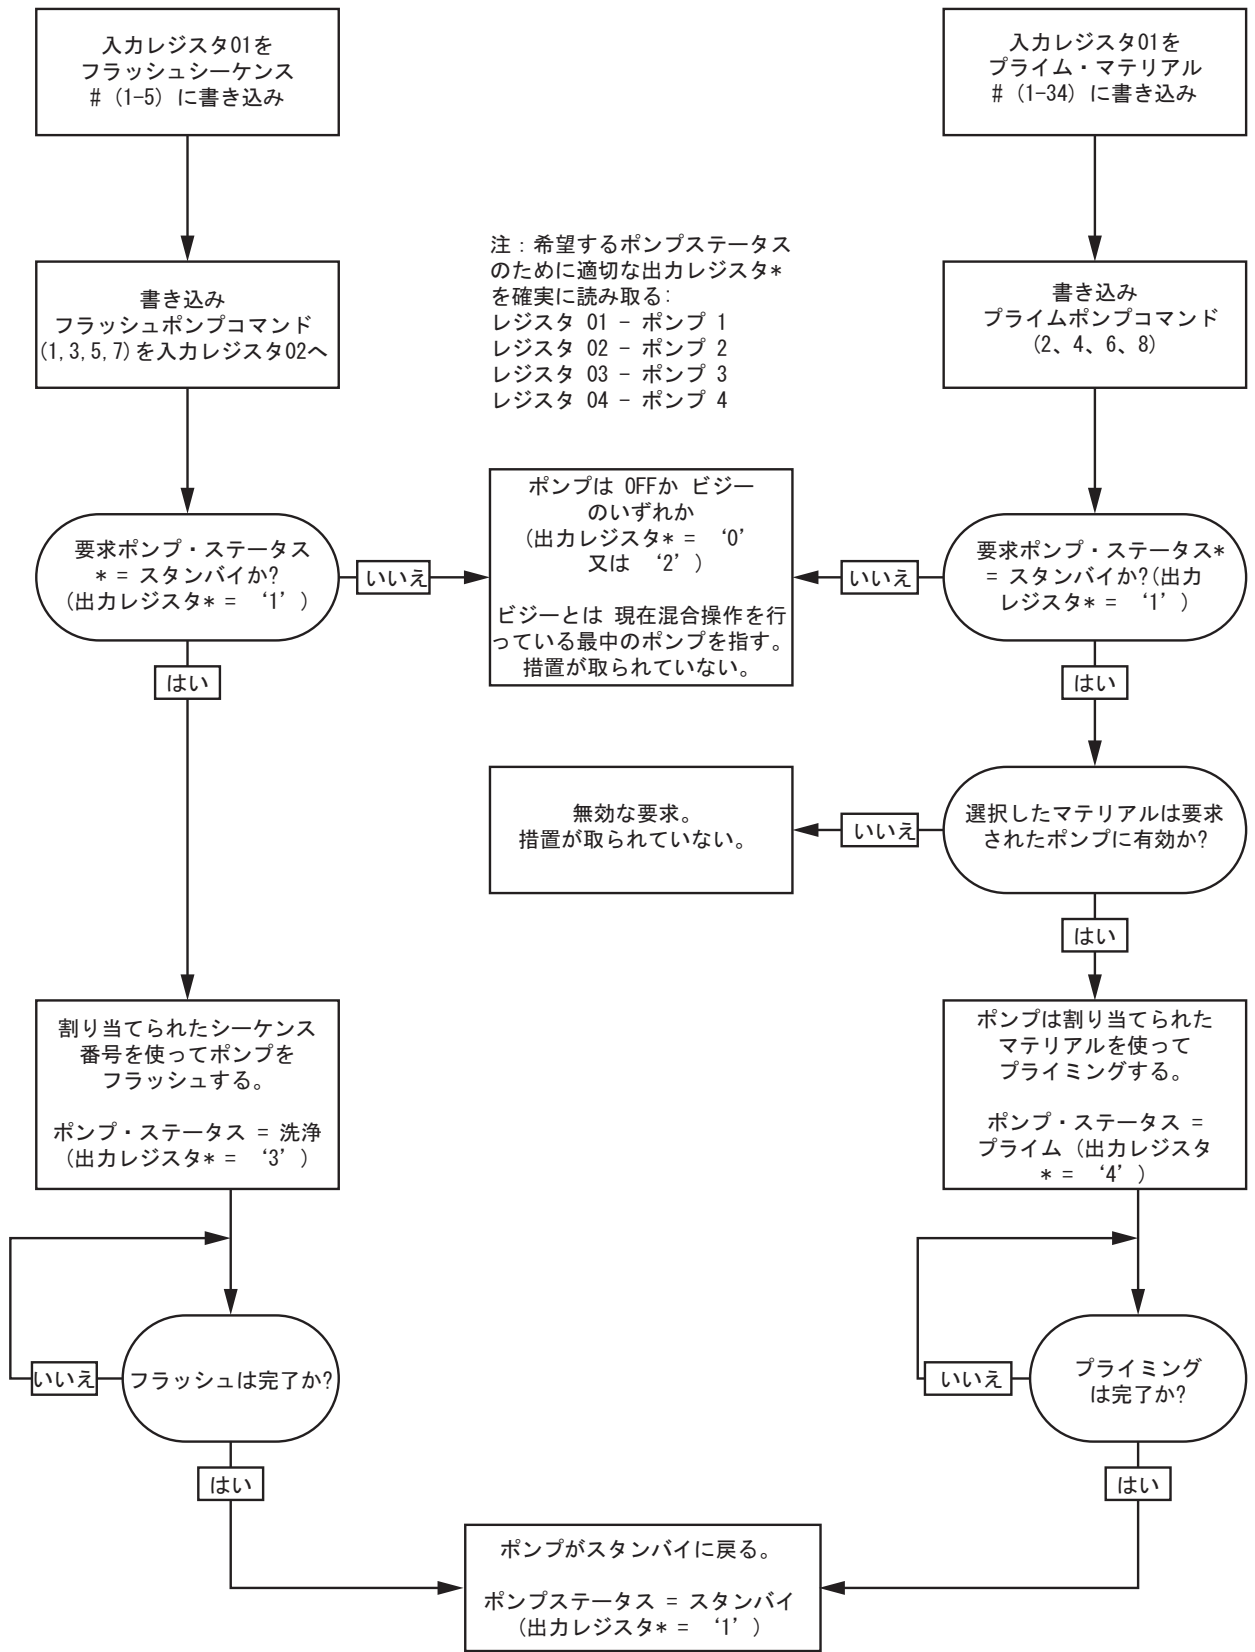 入力レジスタ01を
フラッシュシーケンス
# (1-5) に書き込み
書き込み
フラッシュポンプコマンド
(1,3,5,7)を入力レジスタ02へ
要求ポンプ・ステータス
* = スタンバイか?
(出力レジスタ* = ‘1’)
いいえ
はい
割り当てられたシーケンス
番号を使ってポンプを
フラッシュする。
ポンプ・ステータス = 洗浄
(出力レジスタ* = ‘3’)
いいえ
フラッシュは完了か?
はい
注：希望するポンプステータス
のために適切な出力レジスタ*
を確実に読み取る:
レジスタ 01 - ポンプ 1
レジスタ 02 - ポンプ 2
レジスタ 03 - ポンプ 3
レジスタ 04 - ポンプ 4
ポンプは OFFか ビジー
のいずれか
(出力レジスタ* = ‘0’
又は ‘2’)
ビジーとは 現在混合操作を行
っている最中のポンプを指す。
措置が取られていない。
無効な要求。
措置が取られていない。
入力レジスタ01を
プライム・マテリアル
# (1-34) に書き込み
書き込み
プライムポンプコマンド
(2、4、6、8)
いいえ
要求ポンプ・ステータス*
= スタンバイか?(出力
レジスタ* = ‘1’)
はい
いいえ
選択したマテリアルは要求
されたポンプに有効か?
はい
ポンプは割り当てられた
マテリアルを使って
プライミングする。
ポンプ・ステータス =
プライム (出力レジスタ
* = ‘4’)
いいえ
プライミング
は完了か?
はい
ポンプがスタンバイに戻る。
ポンプステータス = スタンバイ
(出力レジスタ* = ‘1’)